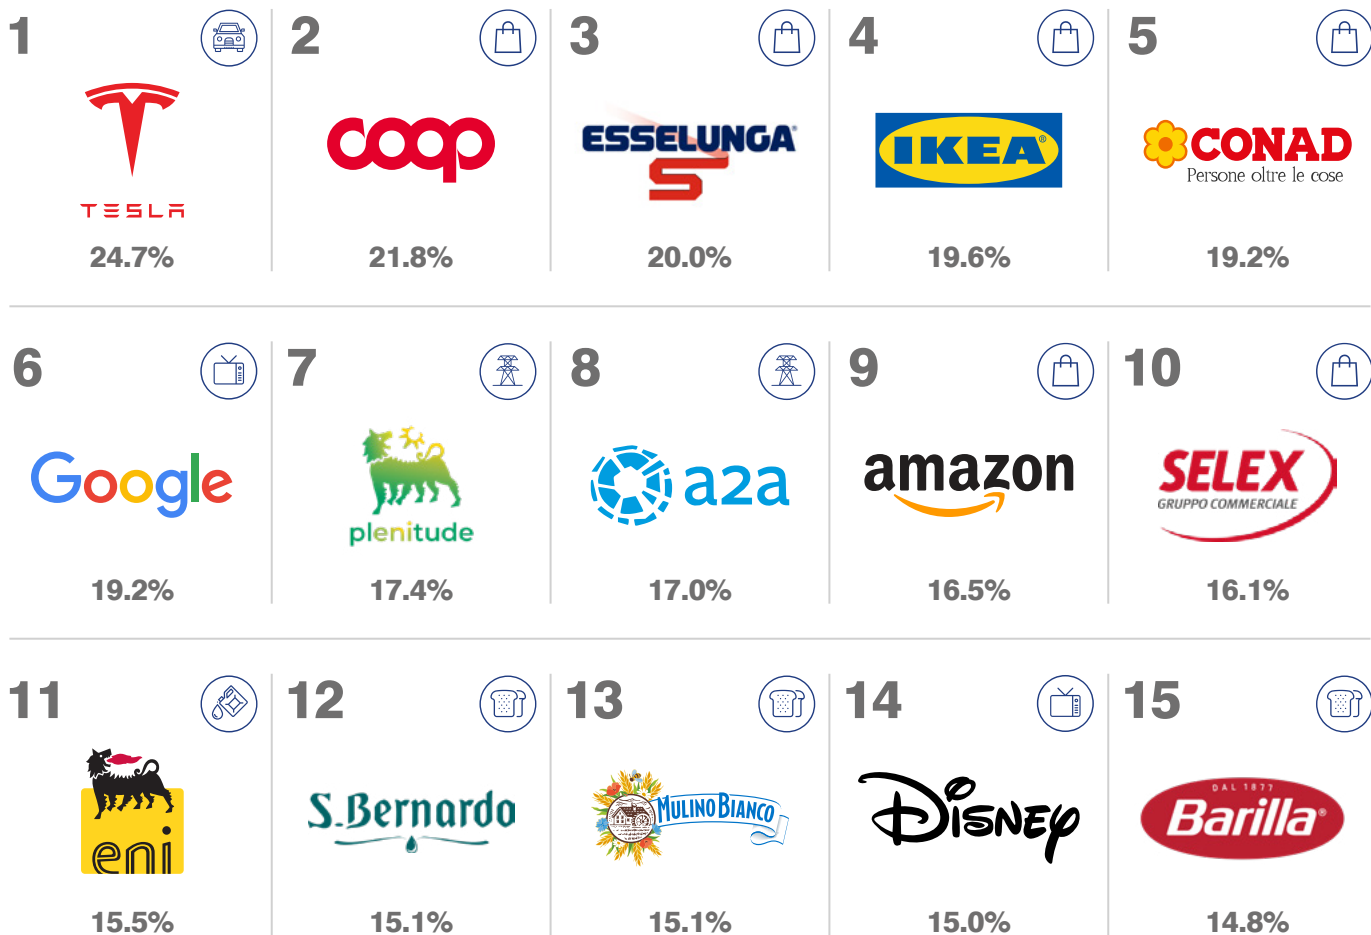 1
2
3
4
5
TESLA
coop
ESSELUNGA®
S
IKEA®
CONAD
Persone oltre le cose
24.7%
21.8%
20.0%
19.6%
19.2%
6
7
8
9
10
Google
plenitude
a2a
amazon
SELEX
GRUPPO COMMERCIALE
19.2%
17.4%
17.0%
16.5%
16.1%
11
12
13
14
15
eni
S.Bernardo
MULINO BIANCO
DISNEY
DAL 1877
Barilla®
15.5%
15.1%
15.1%
15.0%
14.8%